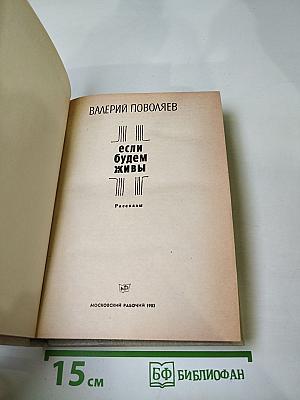 ВАЛЕРИЙ ПОВОЛЯЕВ
если
будем
живы
Рассказы
МОСКОВСКИЙ РАБОЧИЙ 1983
15 см
БФ БИБЛИОФАН